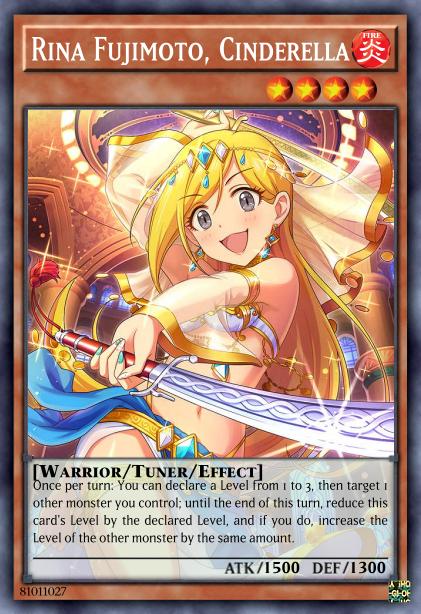 Rina Fujimoto, Cinderella
FIRE
炎
[Warrior/Tuner/Effect]
Once per turn: You can declare a Level from 1 to 3, then target 1
other monster you control; until the end of this turn, reduce this
card's Level by the declared Level, and if you do, increase the
Level of the other monster by the same amount.
ATK/1500 DEF/1300
81011027